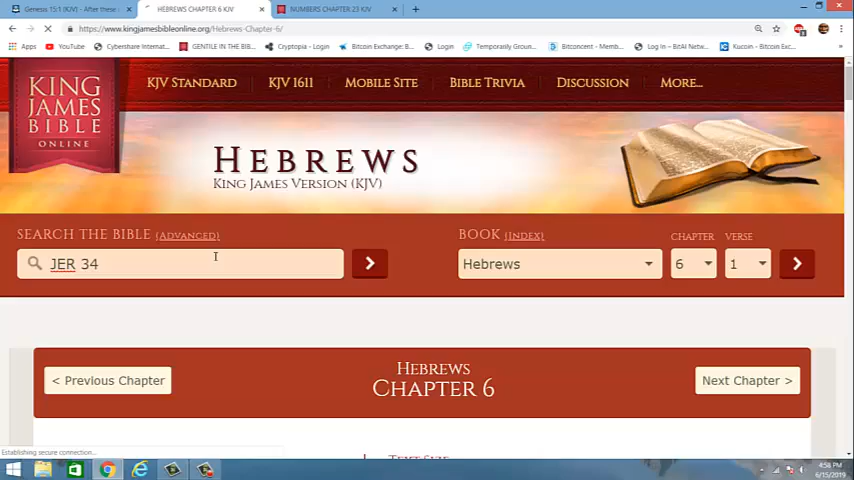 Genesis 15:1 (KJV) - After these
HEBREWS CHAPTER 6 KJV
NUMBERS CHAPTER 23 KJV
https://www.kingjamesbibleonline.org/Hebrews-Chapter-6/
Apps
YouTube
Cybershare Internat...
GENTILE IN THE BIB...
Cryptopia - Login
Bitcoin Exchange: B...
Login
Temporarily Groun...
Bitconcent - Memb...
Log In – BitAI Netw...
Kucoin - Bitcoin Exc...
KING
JAMES
BIBLE
ONLINE
KJV STANDARD
KJV 1611
MOBILE SITE
BIBLE TRIVIA
DISCUSSION
MORE...
HEBREWS
KING JAMES VERSION (KJV)
SEARCH THE BIBLE (ADVANCED)
BOOK (INDEX)
CHAPTER
VERSE
JER 34
Hebrews
6
1
< Previous Chapter
HEBREWS
CHAPTER 6
Next Chapter >
TEXT SIZE
Establishing secure connection...
4:58 PM
6/15/2019